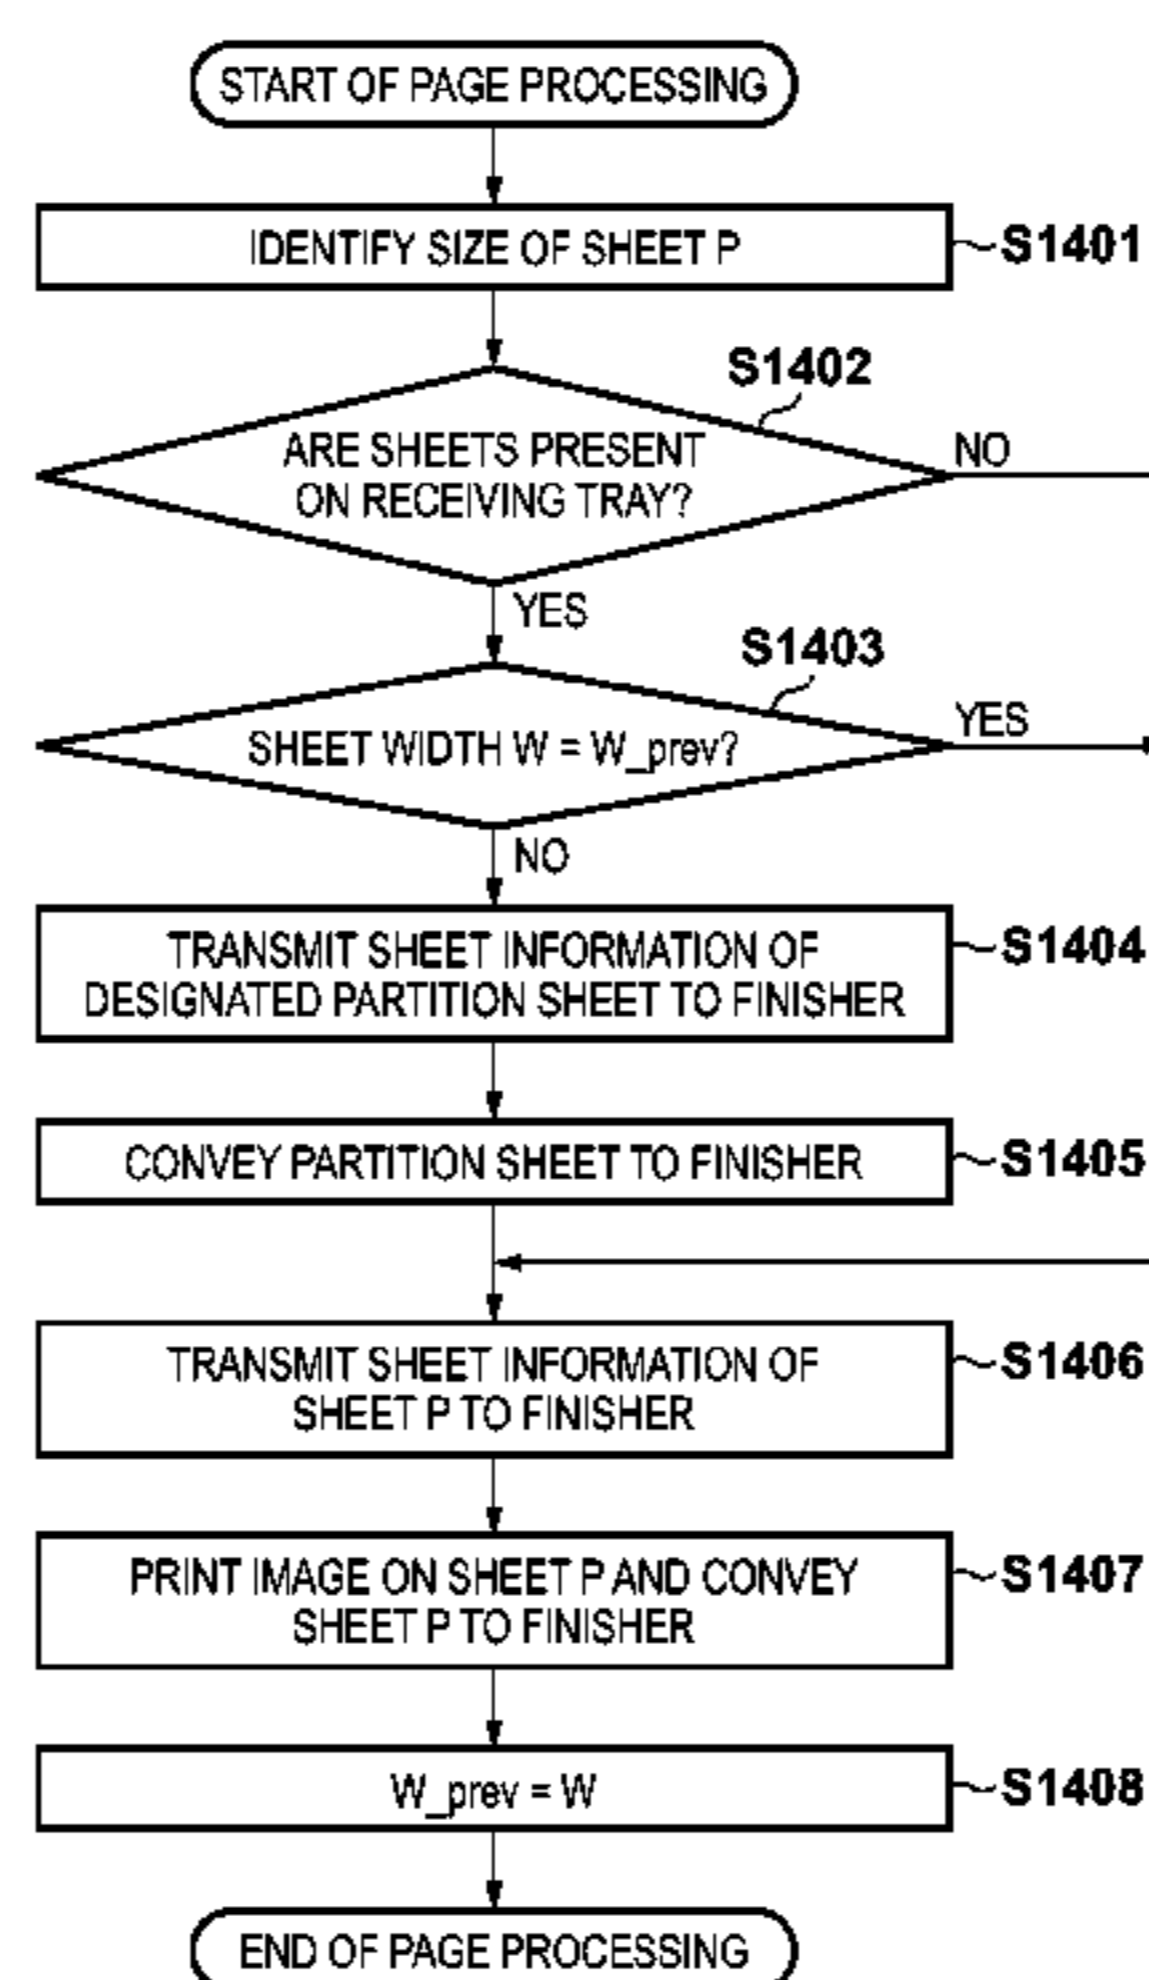 START OF PAGE PROCESSING
IDENTIFY SIZE OF SHEET P
S1401
S1402
ARE SHEETS PRESENT
ON RECEIVING TRAY?
NO
YES
S1403
SHEET WIDTH W = W_prev?
YES
NO
TRANSMIT SHEET INFORMATION OF
DESIGNATED PARTITION SHEET TO FINISHER
S1404
CONVEY PARTITION SHEET TO FINISHER
S1405
TRANSMIT SHEET INFORMATION OF
SHEET P TO FINISHER
S1406
PRINT IMAGE ON SHEET P AND CONVEY
SHEET P TO FINISHER
S1407
W_prev = W
S1408
END OF PAGE PROCESSING